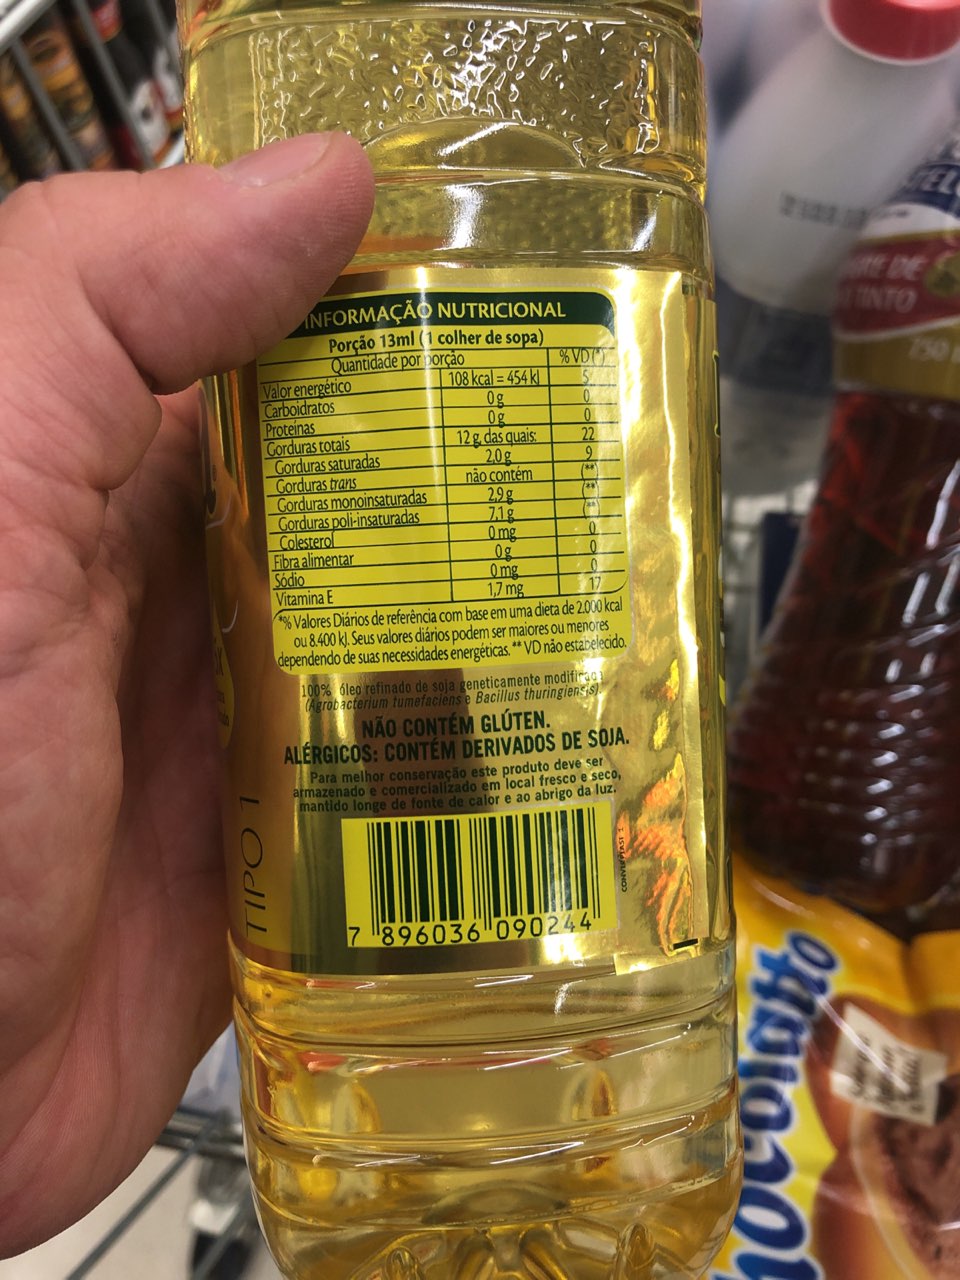 INFORMAÇÃO NUTRICIONAL
Porção 13ml (1 colher de sopa)
Quantidade por porção % VD(*)
Valor energético 108 kcal = 454 kJ 5
Carboidratos 0 g 0
Proteínas 0 g 0
Gorduras totais 12 g, das quais: 22
Gorduras saturadas 2,0 g 9
Gorduras trans não contém (**)
Gorduras monoinsaturadas 2,9 g (**)
Gorduras poli-insaturadas 7,1 g (**)
Colesterol 0 mg 0
Fibra alimentar 0 g 0
Sódio 0 mg 0
Vitamina E 1,7 mg 17
*% Valores Diários de referência com base em uma dieta de 2.000 kcal
ou 8.400 kJ. Seus valores diários podem ser maiores ou menores
dependendo de suas necessidades energéticas. ** VD não estabelecido.
100% óleo refinado de soja geneticamente modificada
(Agrobacterium tumefaciens e Bacillus thuringiensis).
NÃO CONTÉM GLÚTEN.
ALÉRGICOS: CONTÉM DERIVADOS DE SOJA.
Para melhor conservação este produto deve ser
armazenado e comercializado em local fresco e seco,
mantido longe de fonte de calor e ao abrigo da luz.
7 896036 090244
TIPO 1
TINTO
750
hocolatto